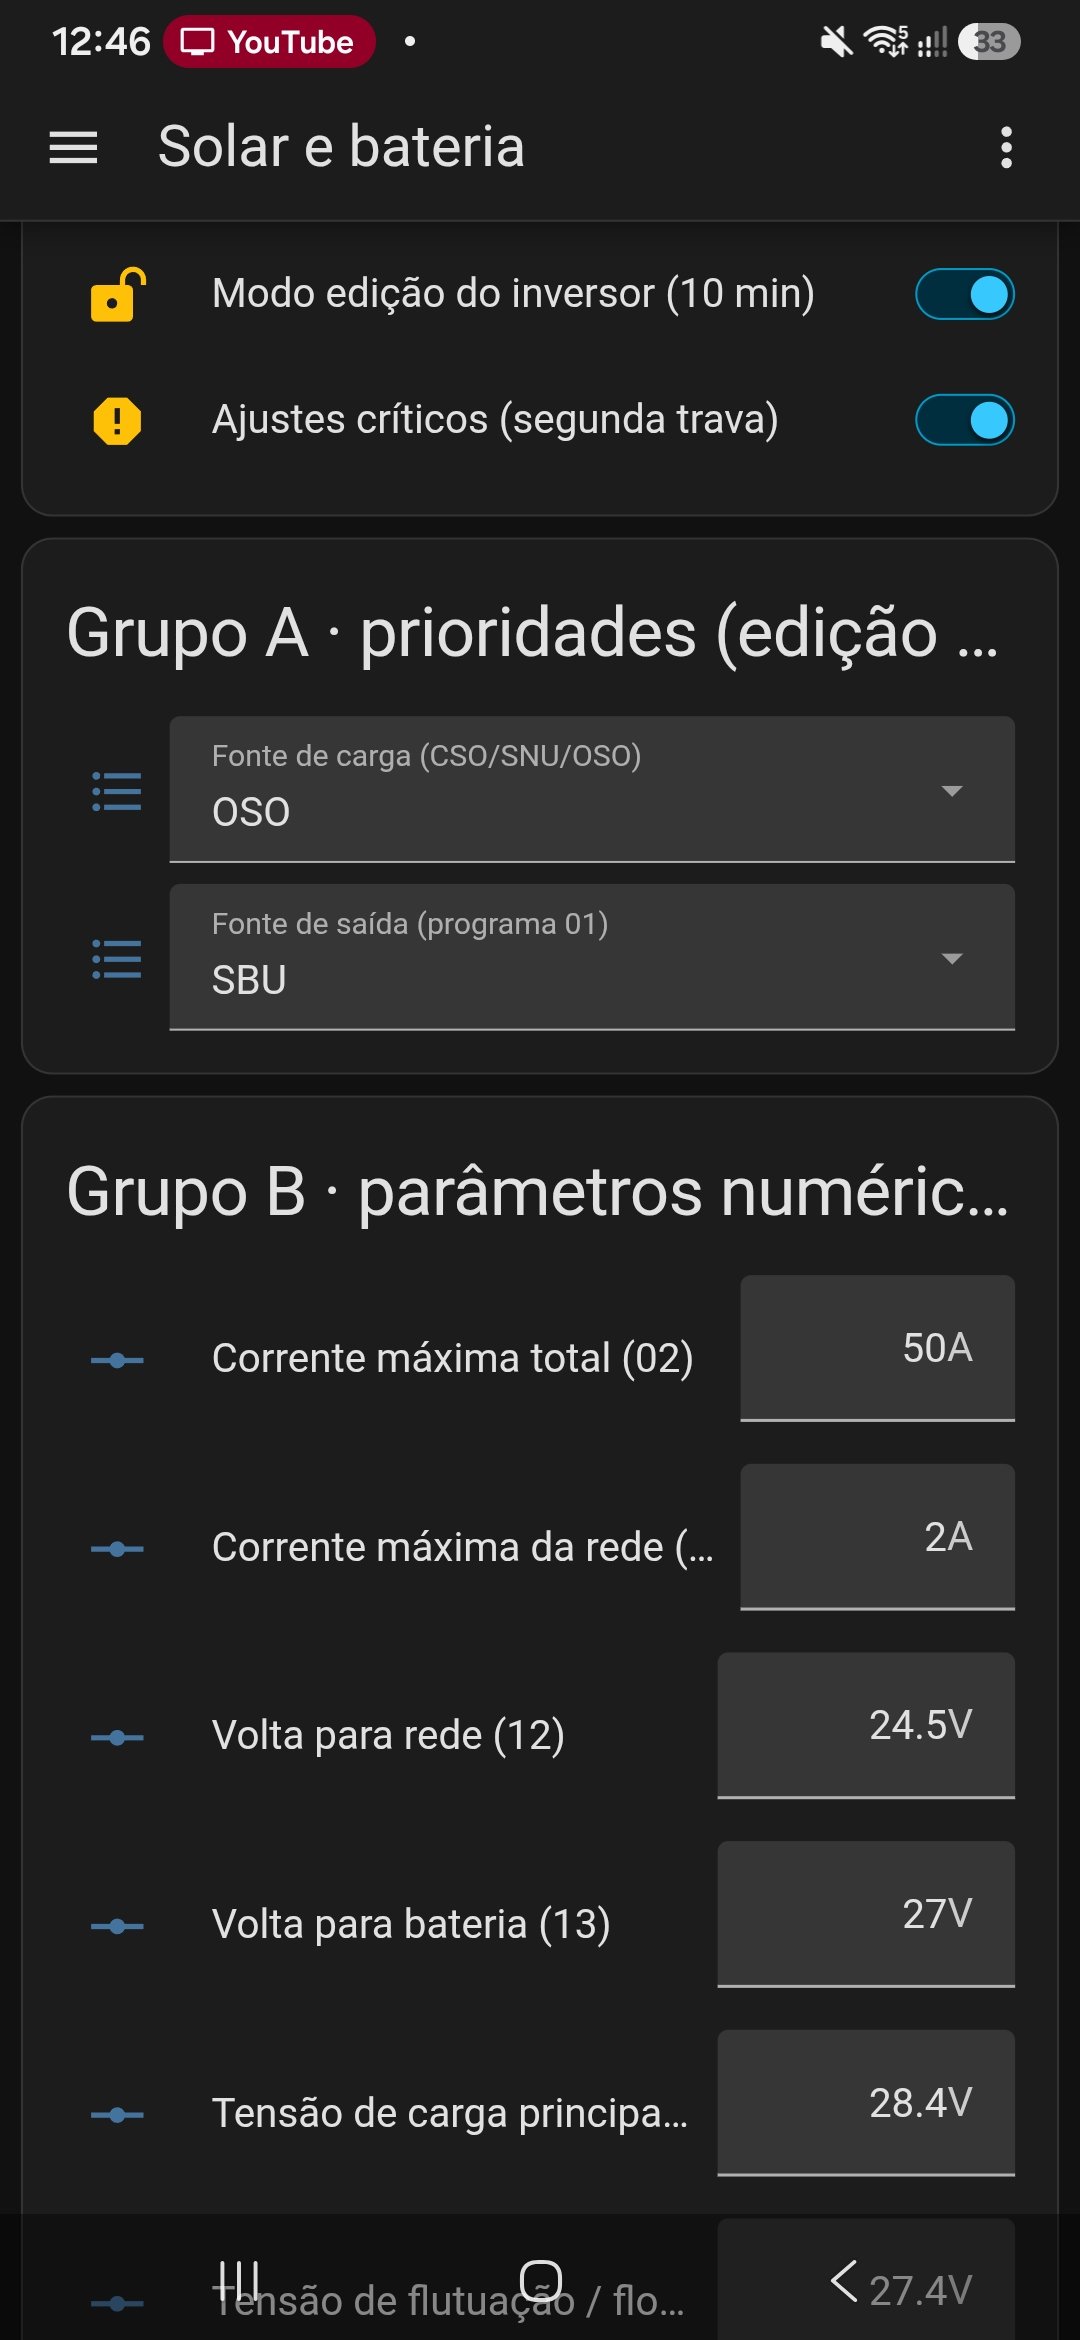 12:46 YouTube 5 33
Solar e bateria
Modo edição do inversor (10 min)
Ajustes críticos (segunda trava)
Grupo A · prioridades (edição ...
Fonte de carga (CSO/SNU/OSO)
OSO
Fonte de saída (programa 01)
SBU
Grupo B · parâmetros numéric...
Corrente máxima total (02) 50A
Corrente máxima da rede (... 2A
Volta para rede (12) 24.5V
Volta para bateria (13) 27V
Tensão de carga principa... 28.4V
Tensão de flutuação / flo... 27.4V